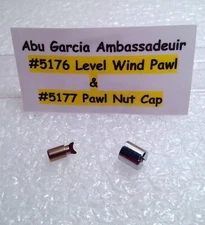 Abu Garcia Ambassadeuir
#5176 Level Wind Pawl
&
#5177 Pawl Nut Cap